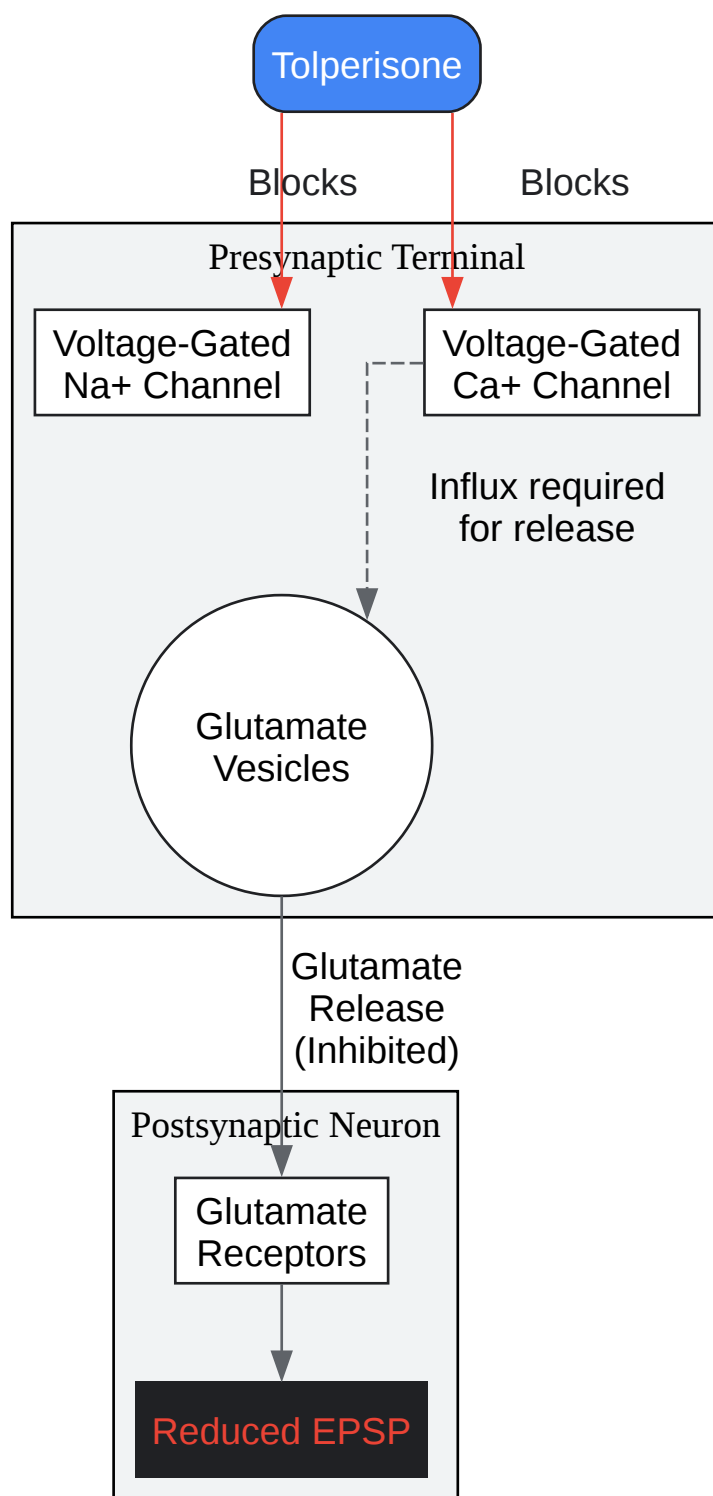 Tolperisone
Blocks
Blocks
Presynaptic Terminal
Voltage-Gated
Na+ Channel
Voltage-Gated
Ca+ Channel
Influx required
for release
Glutamate
Vesicles
Glutamate
Release
(Inhibited)
Postsynaptic Neuron
Glutamate
Receptors
Reduced EPSP